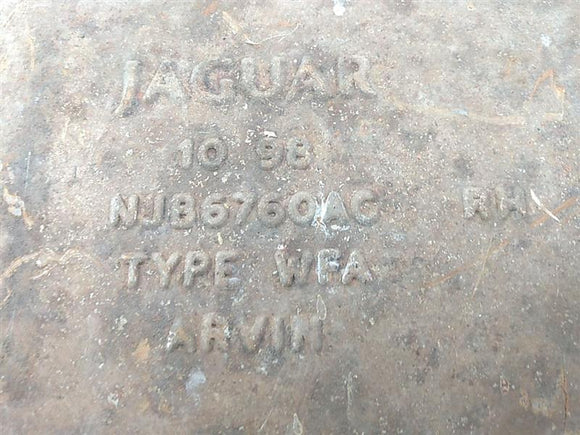 JAGUAR
10 98
NJB6760AC RH
TYPE WFA
ARVIN